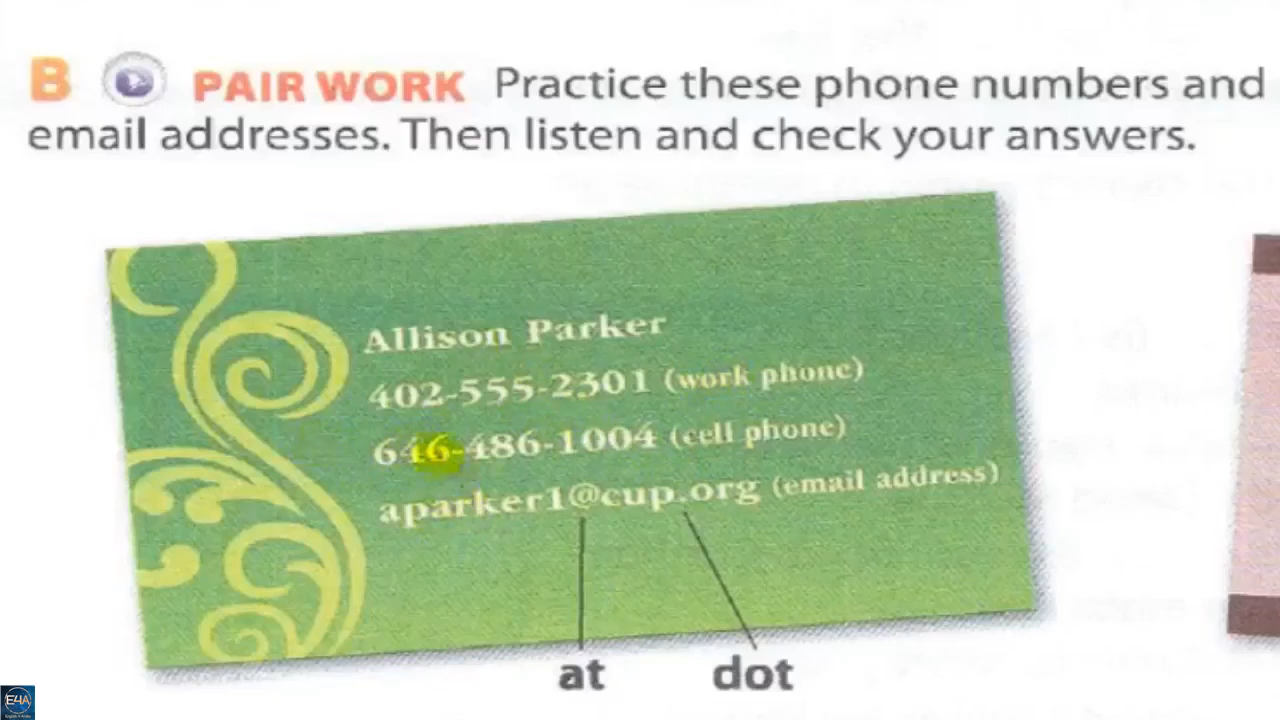 B PAIR WORK Practice these phone numbers and
email addresses. Then listen and check your answers.
Allison Parker
402-555-2301 (work phone)
646-486-1004 (cell phone)
aparker1@cup.org (email address)
at dot
E4A